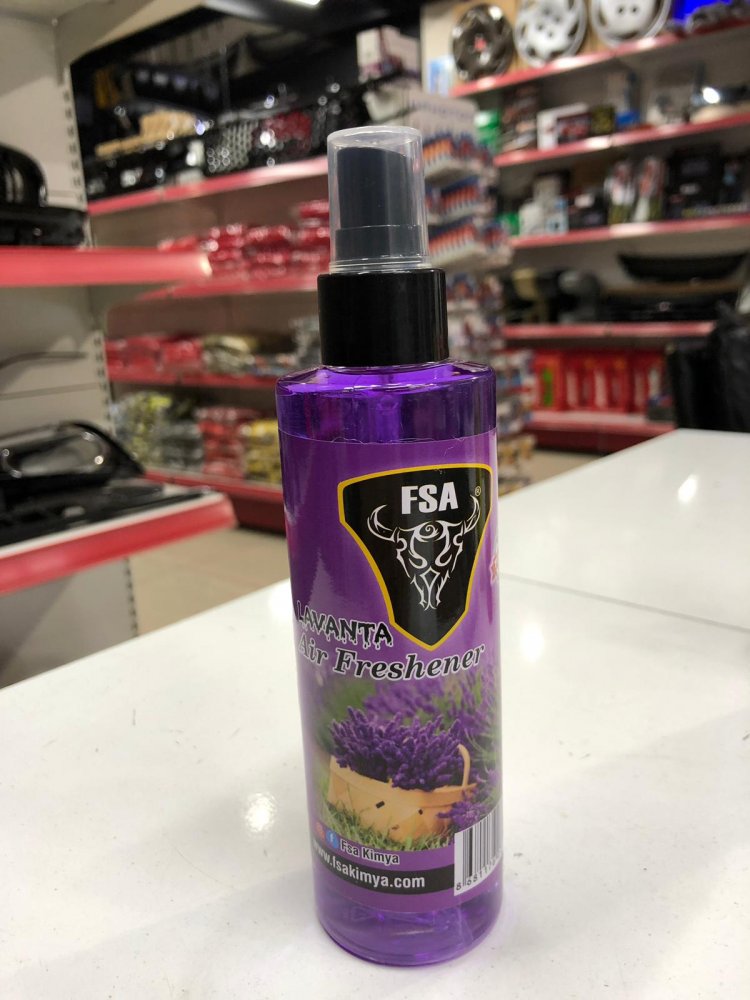 FSA
®
LAVANTA
Air Freshener
Fsa Kimya
www.fsakimya.com